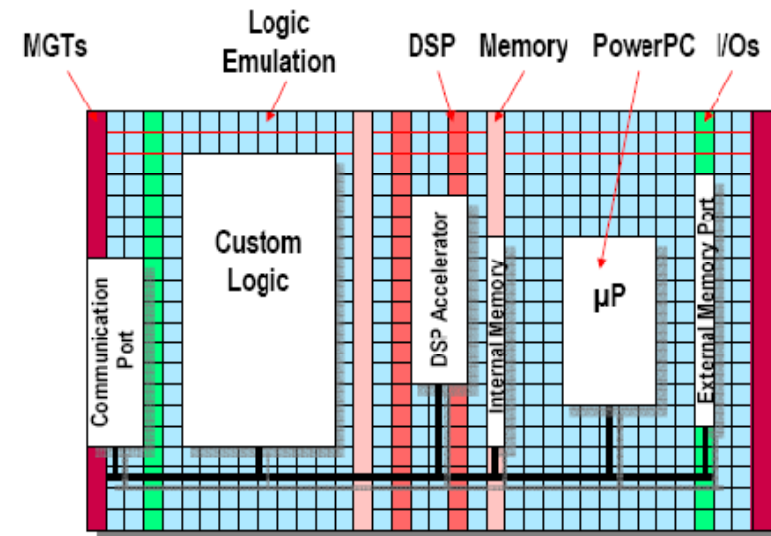 MGTs
Logic
Emulation
DSP
Memory
PowerPC
I/Os
Communication
Port
Custom
Logic
DSP Accelerator
Internal Memory
µP
External Memory Port